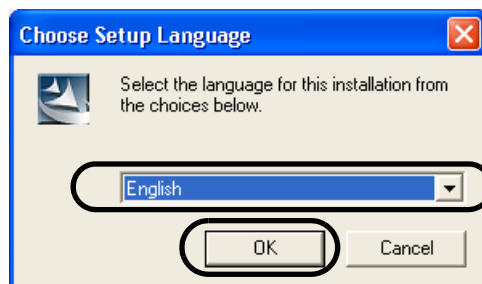 Choose Setup Language
Select the language for this installation from
the choices below.
English
OK
Cancel